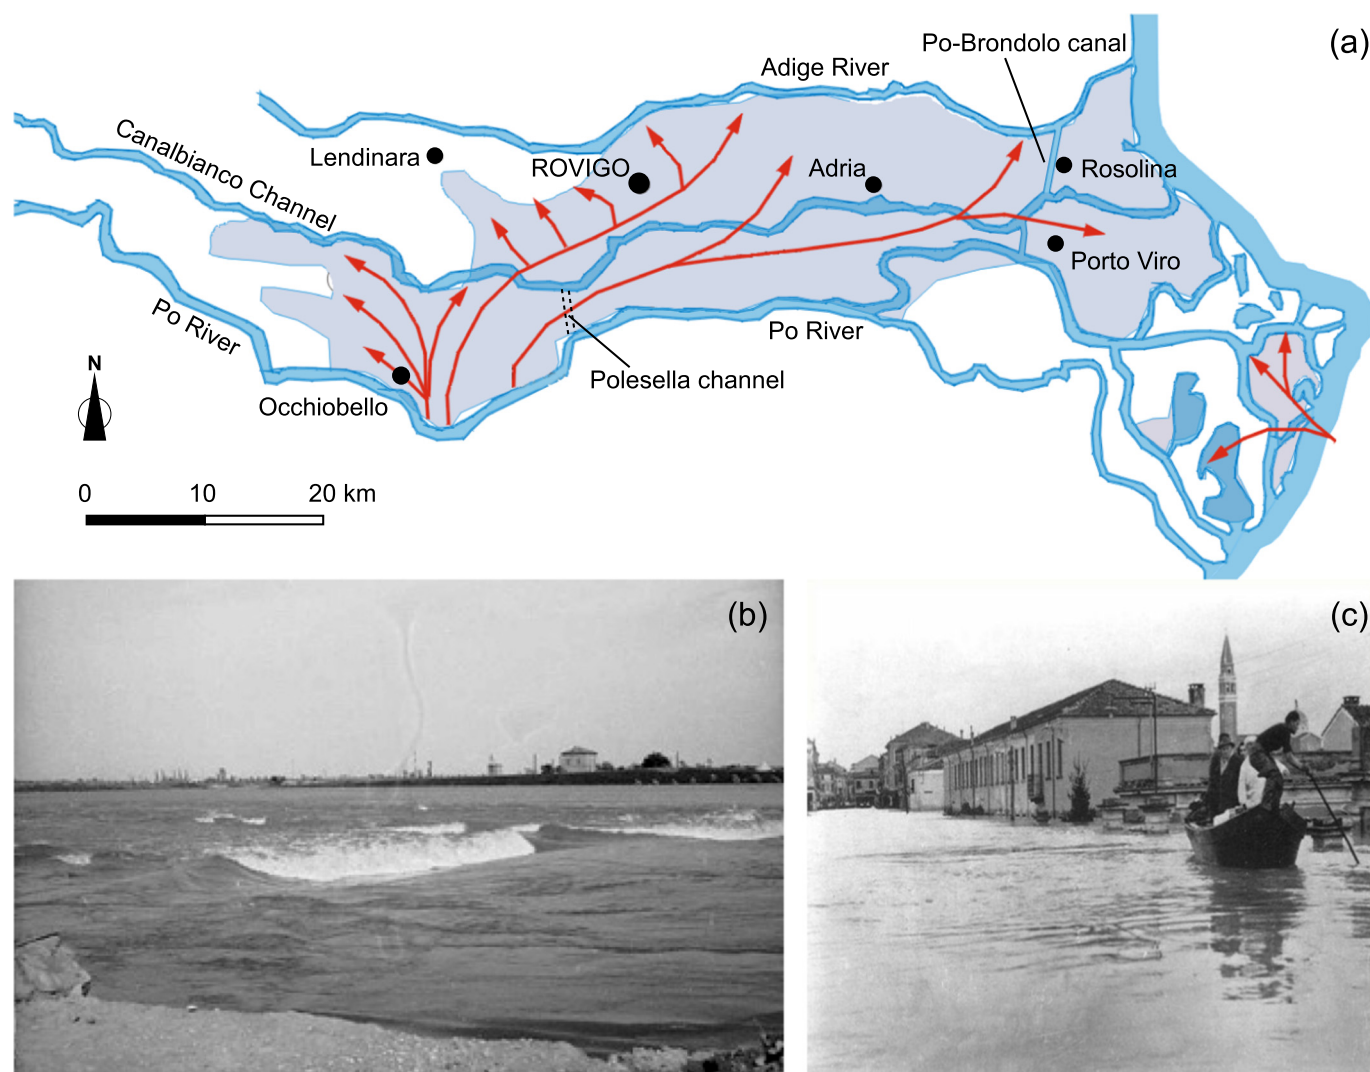 (a)
Po-Brondolo canal
Adige River
Canalbianco Channel
Lendinara
ROVIGO
Adria
Rosolina
Porto Viro
Po River
Po River
Polesella channel
Occhiobello
N
0 10 20 km
(b)
(c)